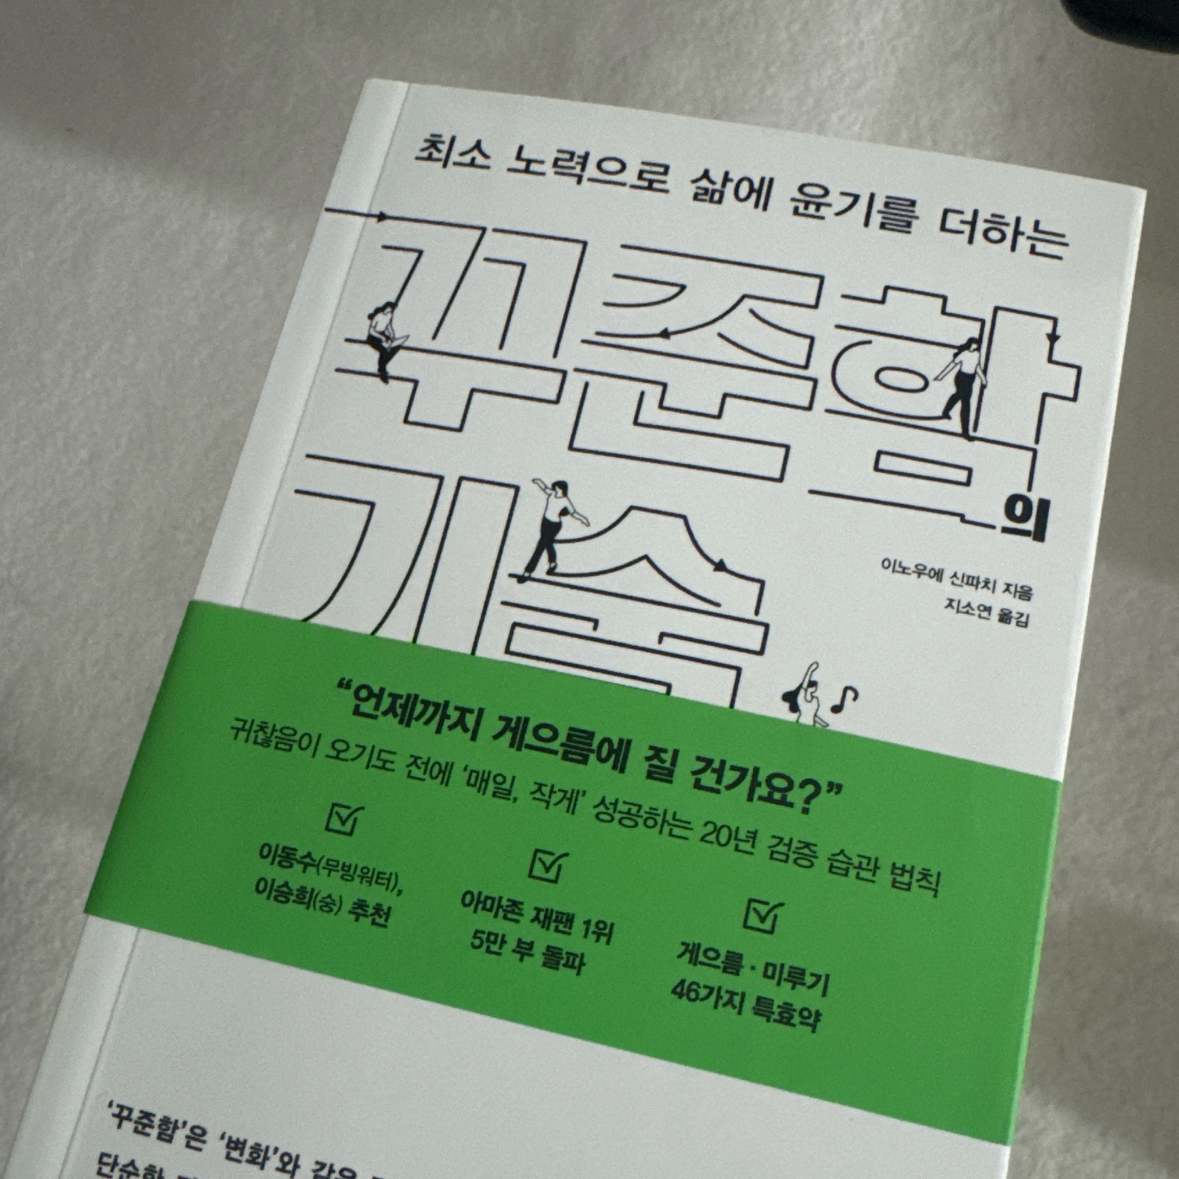 최소 노력으로 삶에 윤기를 더하는
꾸준함의
기술
이노우에 신파치 지음
지소연 옮김
“언제까지 게으름에 질 건가요?”
귀찮음이 오기도 전에 ‘매일, 작게’ 성공하는 20년 검증 습관 법칙
이동수(무빙워터),
이승희(숭) 추천
아마존 재팬 1위
5만 부 돌파
게으름·미루기
46가지 특효약
‘꾸준함’은 ‘변화’와 같은
단순한